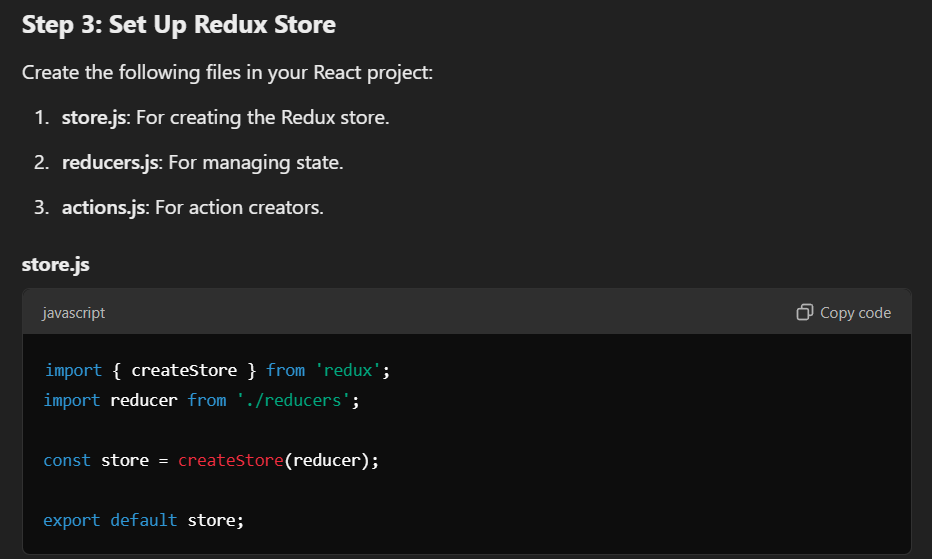 Step 3: Set Up Redux Store
Create the following files in your React project:
1. store.js: For creating the Redux store.
2. reducers.js: For managing state.
3. actions.js: For action creators.
store.js
javascript Copy code
import { createStore } from 'redux';
import reducer from './reducers';
const store = createStore(reducer);
export default store;